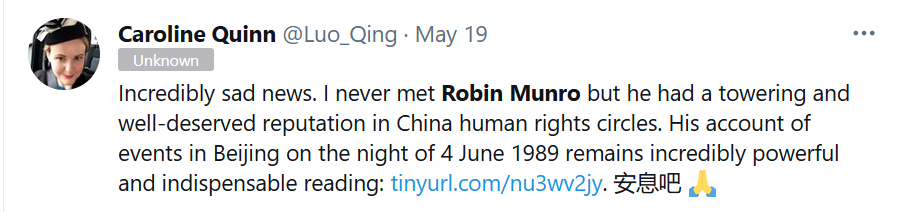 Caroline Quinn @Luo_Qing · May 19
Unknown
Incredibly sad news. I never met Robin Munro but he had a towering and
well-deserved reputation in China human rights circles. His account of
events in Beijing on the night of 4 June 1989 remains incredibly powerful
and indispensable reading: tinyurl.com/nu3wv2jy. 安息吧 🙏